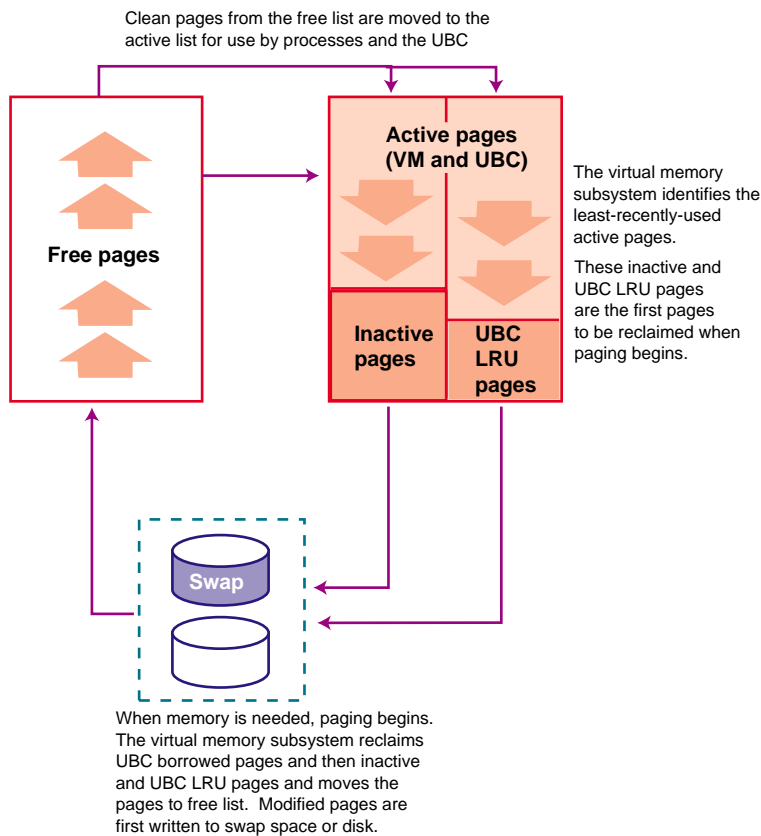 Clean pages from the free list are moved to the
active list for use by processes and the UBC
Free pages
Active pages
(VM and UBC)
The virtual memory
subsystem identifies the
least-recently-used
active pages.
These inactive and
UBC LRU pages
are the first pages
to be reclaimed when
paging begins.
Inactive
pages
UBC
LRU
pages
Swap
When memory is needed, paging begins.
The virtual memory subsystem reclaims
UBC borrowed pages and then inactive
and UBC LRU pages and moves the
pages to free list.  Modified pages are
first written to swap space or disk.